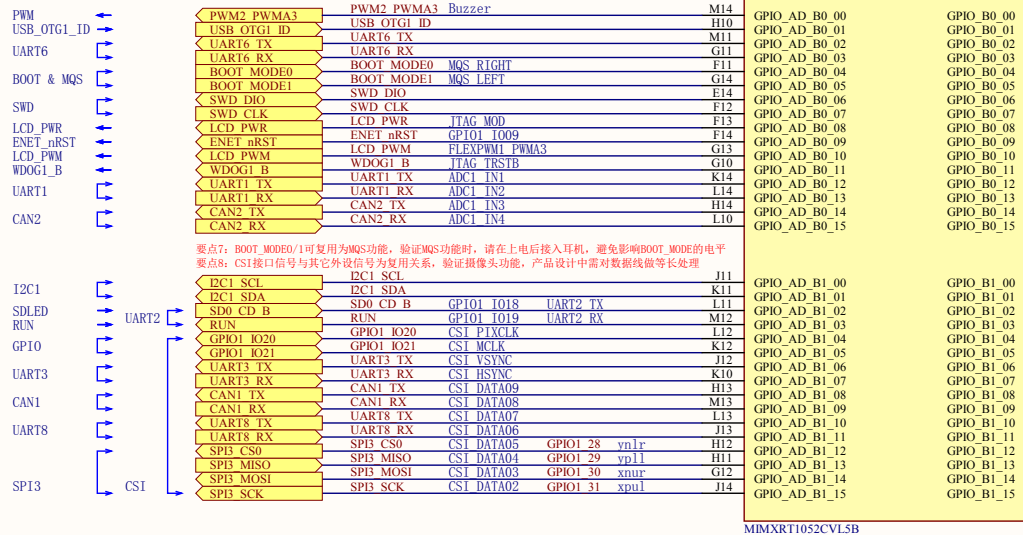 PWM PWM2_PWMA3 PWM2_PWMA3 Buzzer M14 GPIO_AD_B0_00 GPIO_B0_00
USB_OTG1_ID USB_OTG1_ID USB_OTG1_ID H10 GPIO_AD_B0_01 GPIO_B0_01
UART6_TX UART6_TX M11 GPIO_AD_B0_02 GPIO_B0_02
UART6
UART6_RX UART6_RX G11 GPIO_AD_B0_03 GPIO_B0_03
BOOT_MODE0 BOOT_MODE0 MQS_RIGHT F11 GPIO_AD_B0_04 GPIO_B0_04
BOOT & MQS
BOOT_MODE1 BOOT_MODE1 MQS_LEFT G14 GPIO_AD_B0_05 GPIO_B0_05
SWD_DIO SWD_DIO E14 GPIO_AD_B0_06 GPIO_B0_06
SWD
SWD_CLK SWD_CLK F12 GPIO_AD_B0_07 GPIO_B0_07
LCD_PWR LCD_PWR LCD_PWR JTAG_MOD F13 GPIO_AD_B0_08 GPIO_B0_08
ENET_nRST ENET_nRST ENET_nRST GPIO1_IO09 F14 GPIO_AD_B0_09 GPIO_B0_09
LCD_PWM LCD_PWM LCD_PWM FLEXPWM1_PWMA3 G13 GPIO_AD_B0_10 GPIO_B0_10
WDOG1_B WDOG1_B WDOG1_B JTAG_TRSTB G10 GPIO_AD_B0_11 GPIO_B0_11
UART1_TX UART1_TX ADC1_IN1 K14 GPIO_AD_B0_12 GPIO_B0_12
UART1
UART1_RX UART1_RX ADC1_IN2 L14 GPIO_AD_B0_13 GPIO_B0_13
CAN2_TX CAN2_TX ADC1_IN3 H14 GPIO_AD_B0_14 GPIO_B0_14
CAN2
CAN2_RX CAN2_RX ADC1_IN4 L10 GPIO_AD_B0_15 GPIO_B0_15
要点7：BOOT_MODE0/1可复用为MQS功能，验证MQS功能时，请在上电后接入耳机，避免影响BOOT_MODE的电平
要点8：CSI接口信号与其它外设信号为复用关系，验证摄像头功能，产品设计中需对数据线做等长处理
I2C1_SCL I2C1_SCL J11 GPIO_AD_B1_00 GPIO_B1_00
I2C1
I2C1_SDA I2C1_SDA K11 GPIO_AD_B1_01 GPIO_B1_01
SDLED SD0_CD_B SD0_CD_B GPIO1_IO18 UART2_TX L11 GPIO_AD_B1_02 GPIO_B1_02
UART2
RUN RUN RUN GPIO1_IO19 UART2_RX M12 GPIO_AD_B1_03 GPIO_B1_03
GPIO1_IO20 GPIO1_IO20 CSI_PIXCLK L12 GPIO_AD_B1_04 GPIO_B1_04
GPIO
GPIO1_IO21 GPIO1_IO21 CSI_MCLK K12 GPIO_AD_B1_05 GPIO_B1_05
UART3_TX UART3_TX CSI_VSYNC J12 GPIO_AD_B1_06 GPIO_B1_06
UART3
UART3_RX UART3_RX CSI_HSYNC K10 GPIO_AD_B1_07 GPIO_B1_07
CAN1_TX CAN1_TX CSI_DATA09 H13 GPIO_AD_B1_08 GPIO_B1_08
CAN1
CAN1_RX CAN1_RX CSI_DATA08 M13 GPIO_AD_B1_09 GPIO_B1_09
UART8_TX UART8_TX CSI_DATA07 L13 GPIO_AD_B1_10 GPIO_B1_10
UART8
UART8_RX UART8_RX CSI_DATA06 J13 GPIO_AD_B1_11 GPIO_B1_11
SPI3_CS0 SPI3_CS0 CSI_DATA05 GPIO1_28 ynlr H12 GPIO_AD_B1_12 GPIO_B1_12
SPI3_MISO SPI3_MISO CSI_DATA04 GPIO1_29 ypll H11 GPIO_AD_B1_13 GPIO_B1_13
SPI3_MOSI SPI3_MOSI CSI_DATA03 GPIO1_30 xnur G12 GPIO_AD_B1_14 GPIO_B1_14
SPI3 CSI
SPI3_SCK SPI3_SCK CSI_DATA02 GPIO1_31 xpul J14 GPIO_AD_B1_15 GPIO_B1_15
MIMXRT1052CVL5B